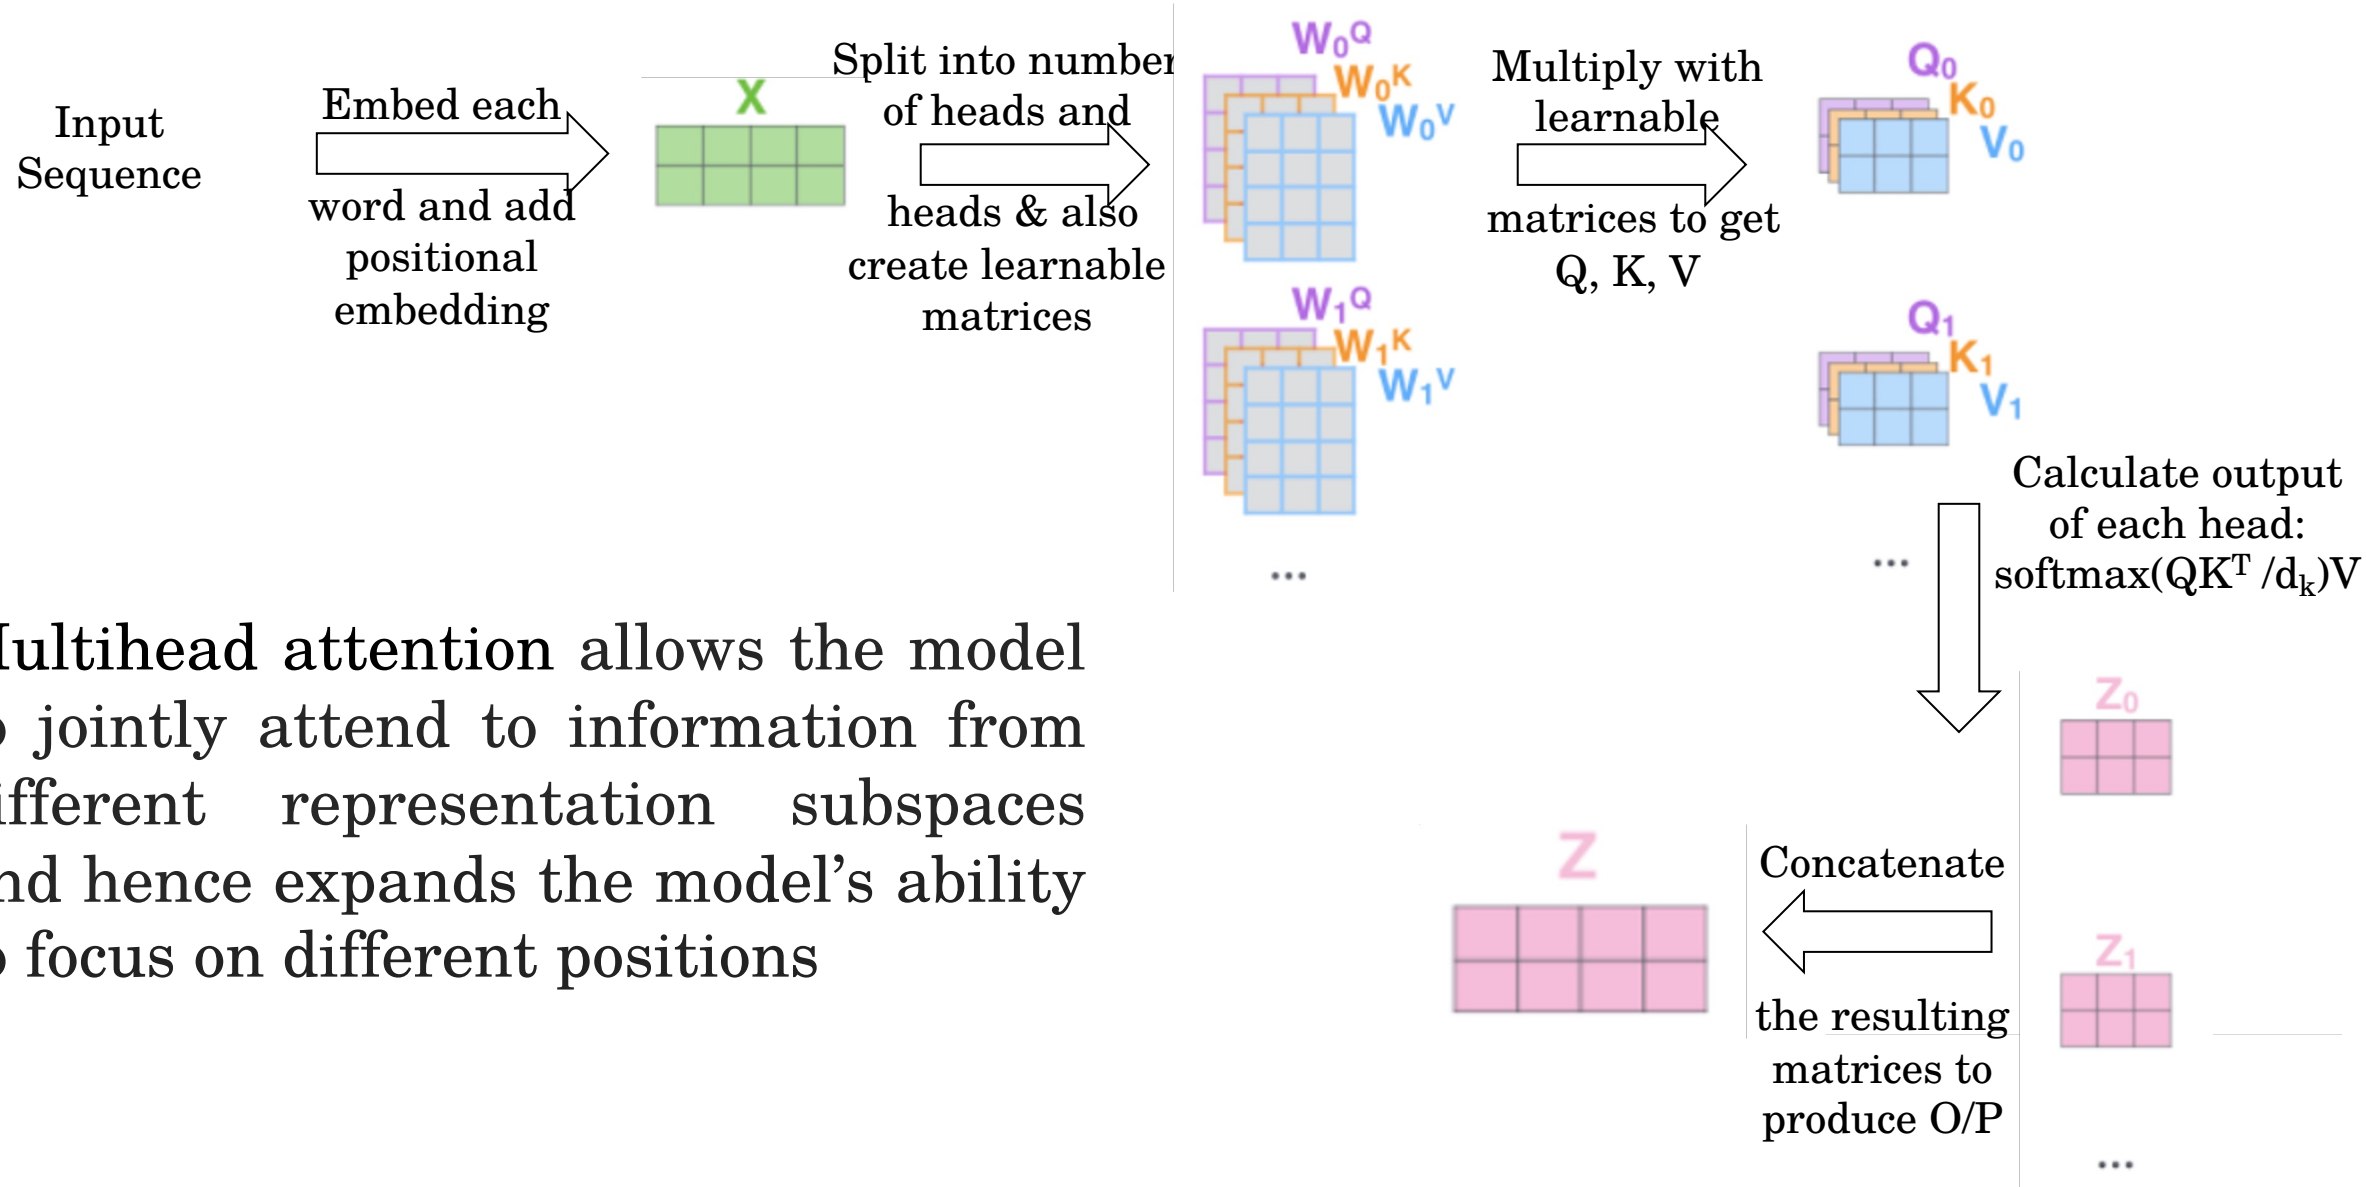 Input
Sequence
Embed each
word and add
positional
embedding
X
Split into number
of heads and
heads & also
create learnable
matrices
W₀Q
W₀K
W₀V
W₁Q
W₁K
W₁V
...
Multiply with
learnable
matrices to get
Q, K, V
Q₀
K₀
V₀
Q₁
K₁
V₁
...
Calculate output
of each head:
softmax(QKᵀ /dₖ)V
Z₀
Z₁
...
Concatenate
the resulting
matrices to
produce O/P
Z
ultihead attention allows the model
jointly attend to information from
ifferent representation subspaces
nd hence expands the model’s ability
focus on different positions